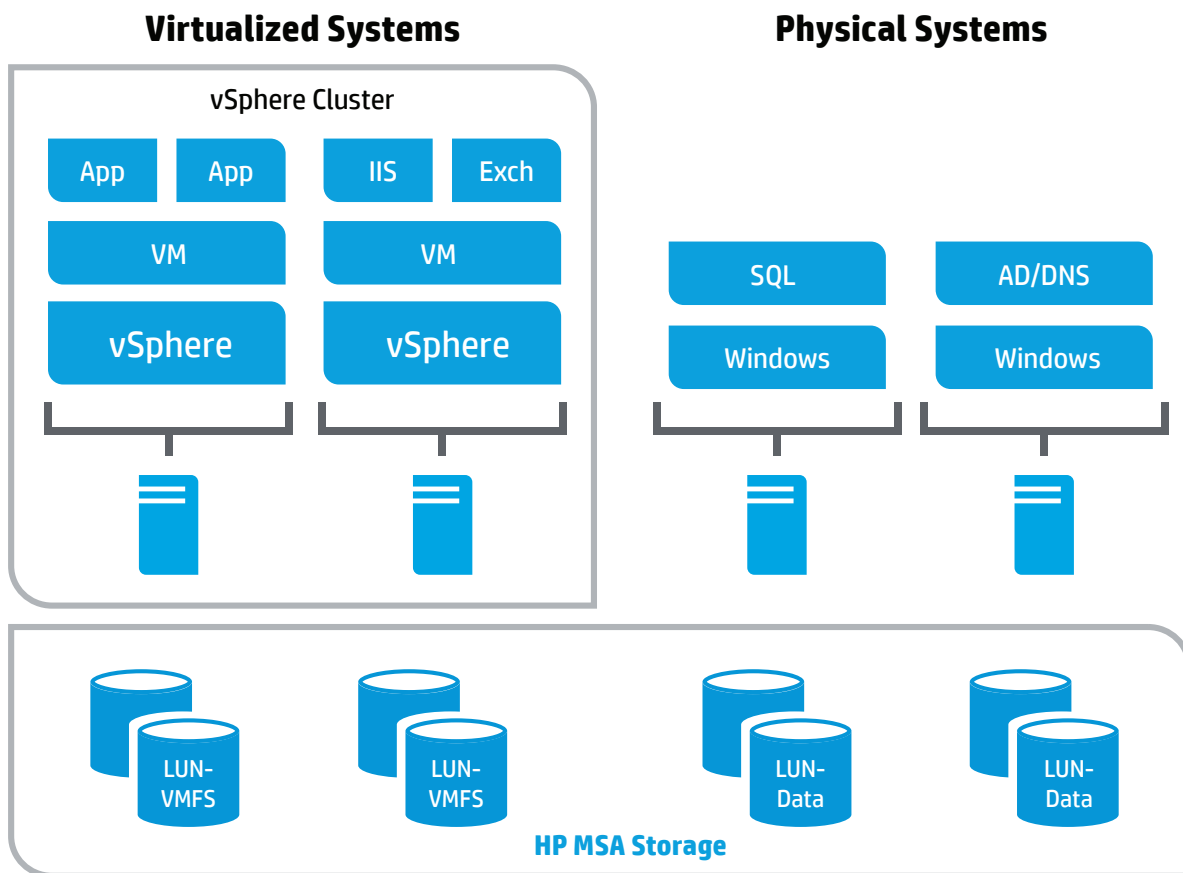 Virtualized Systems
Physical Systems
vSphere Cluster
App
App
IIS
Exch
VM
VM
vSphere
vSphere
SQL
AD/DNS
Windows
Windows
LUN-
VMFS
LUN-
VMFS
LUN-
Data
LUN-
Data
HP MSA Storage